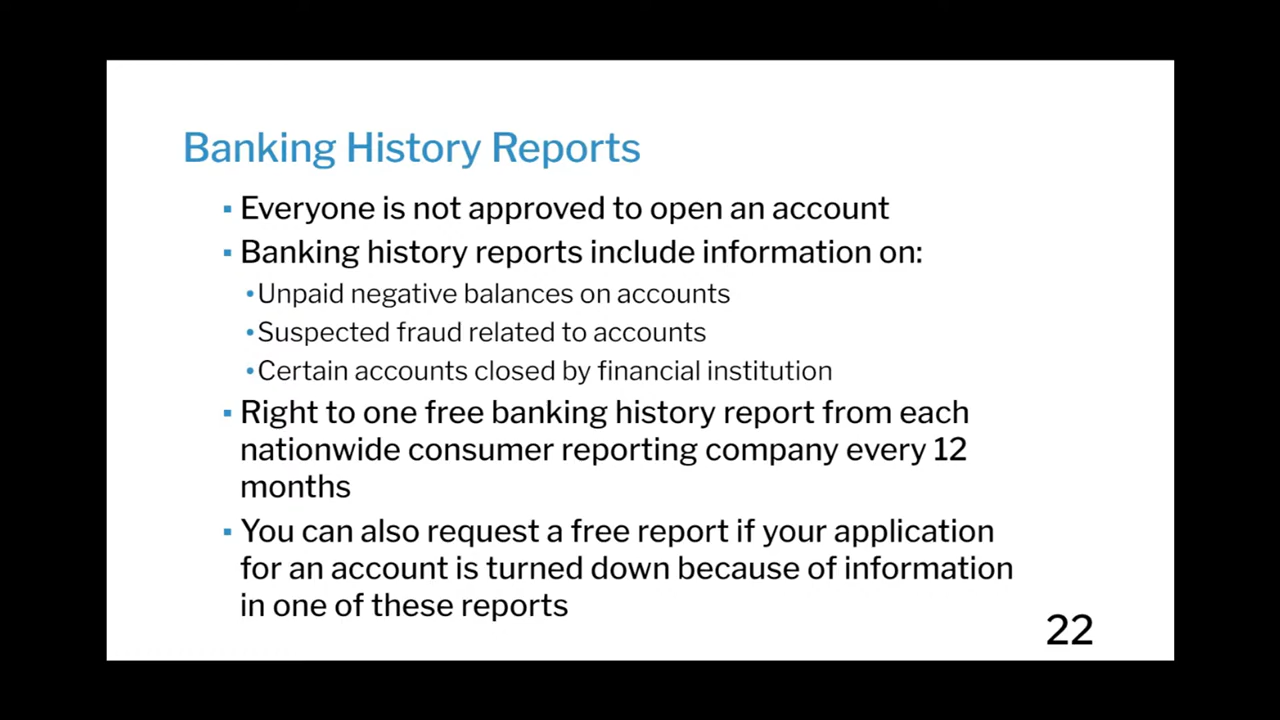 Banking History Reports
▪ Everyone is not approved to open an account
▪ Banking history reports include information on:
•Unpaid negative balances on accounts
•Suspected fraud related to accounts
•Certain accounts closed by financial institution
▪ Right to one free banking history report from each
nationwide consumer reporting company every 12
months
▪ You can also request a free report if your application
for an account is turned down because of information
in one of these reports
22